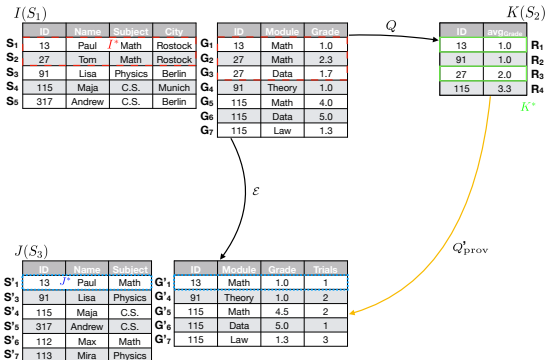 I(S₁)
K(S₂)
ID Name Subject City
S₁ 13 Paul I* Math Rostock
S₂ 27 Tom Math Rostock
S₃ 91 Lisa Physics Berlin
S₄ 115 Maja C.S. Munich
S₅ 317 Andrew C.S. Berlin
ID Module Grade
G₁ 13 Math 1.0
G₂ 27 Math 2.3
G₃ 27 Data 1.7
G₄ 91 Theory 1.0
G₅ 115 Math 4.0
G₆ 115 Data 5.0
G₇ 115 Law 1.3
Q
ID avg_Grade
13 1.0 R₁
91 1.0 R₂
27 2.0 R₃
115 3.3 R₄
K*
ℰ
Q'prov
J(S₃)
ID Name Subject
S'₁ 13 J* Paul Math
S'₃ 91 Lisa Physics
S'₄ 115 Maja C.S.
S'₅ 317 Andrew C.S.
S'₆ 112 Max Math
S'₇ 113 Mira Physics
ID Module Grade Trials
G'₁ 13 Math 1.0 1
G'₄ 91 Theory 1.0 2
G'₅ 115 Math 4.5 2
G'₆ 115 Data 5.0 1
G'₇ 115 Law 1.3 3